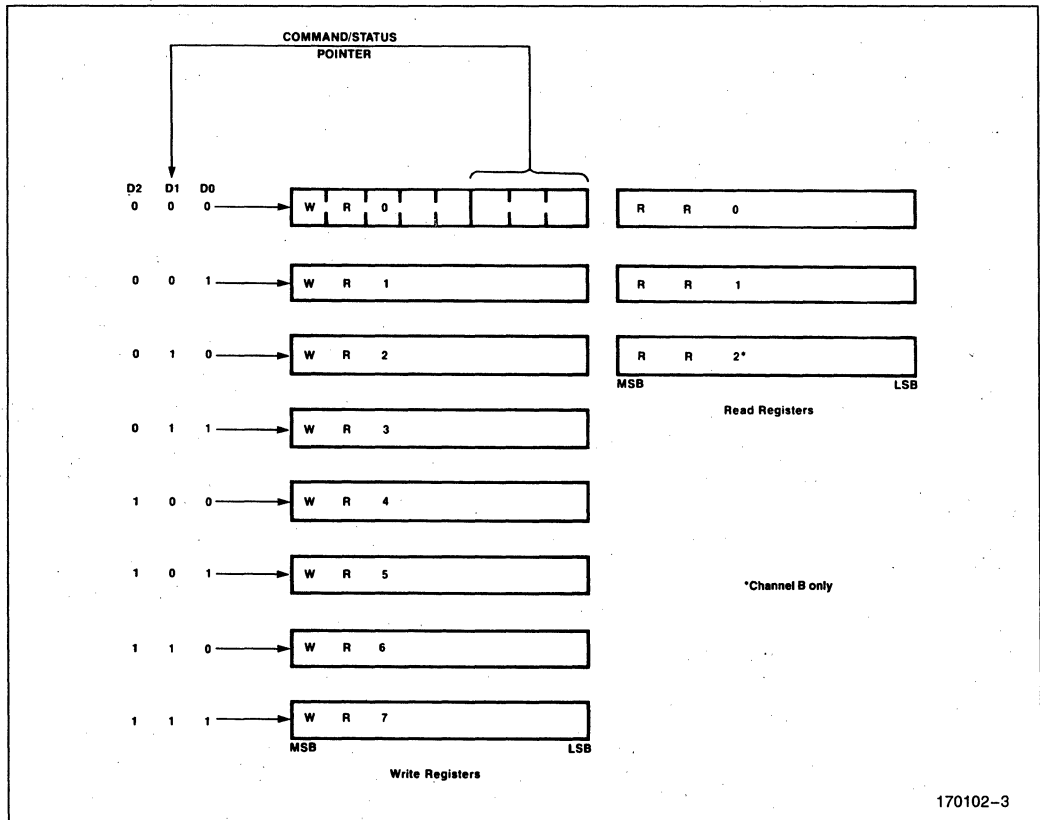 COMMAND/STATUS
POINTER
D2 D1 D0
0 0 0 W R 0 R R 0
0 0 1 W R 1 R R 1
0 1 0 W R 2 R R 2*
MSB LSB
Read Registers
0 1 1 W R 3
1 0 0 W R 4
1 0 1 W R 5
*Channel B only
1 1 0 W R 6
1 1 1 W R 7
MSB LSB
Write Registers
170102-3